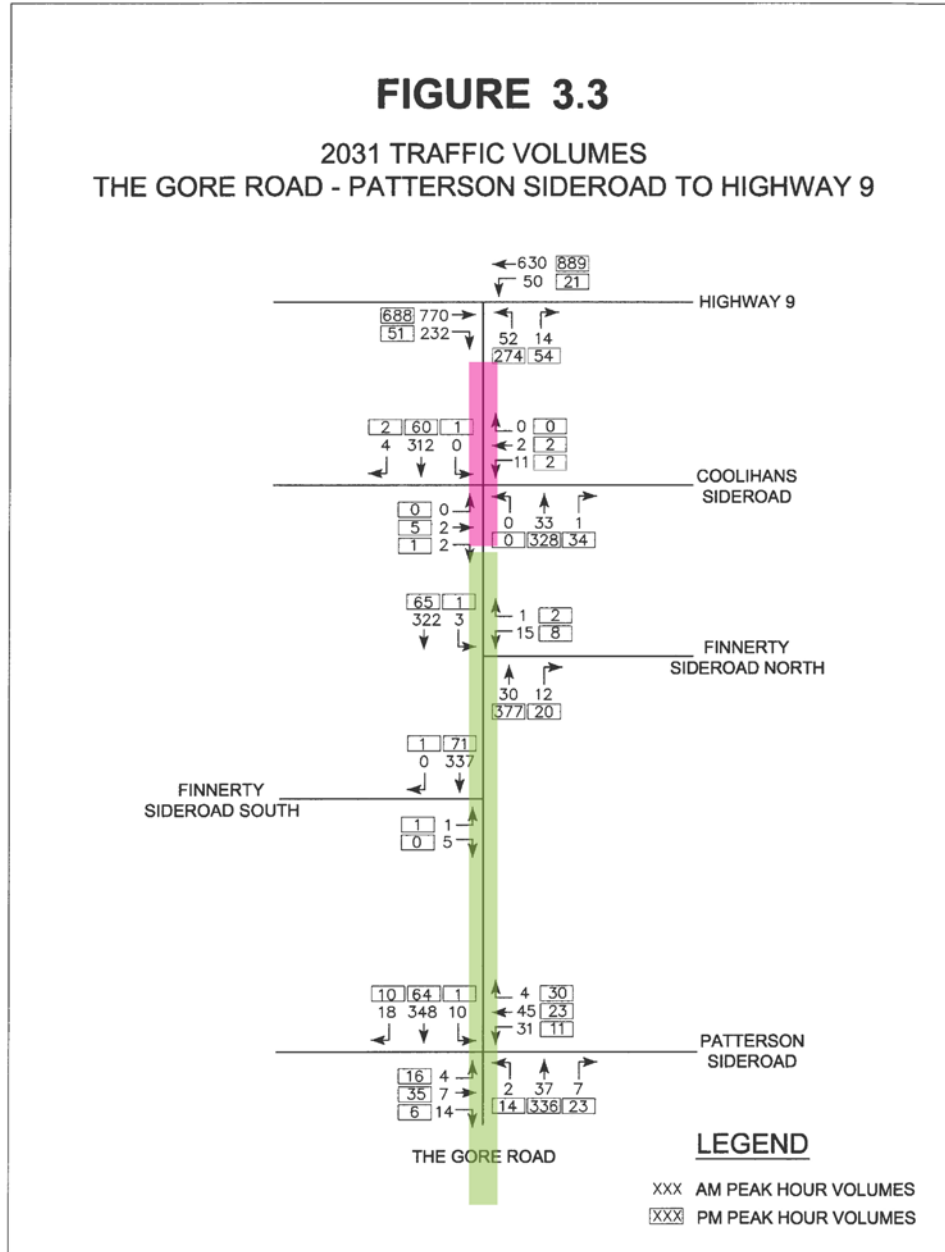 FIGURE 3.3
2031 TRAFFIC VOLUMES
THE GORE ROAD - PATTERSON SIDEROAD TO HIGHWAY 9
630 889
50 21
HIGHWAY 9
688 770
51 232
52 14
274 54
2 60 1
4 312 0
0 0
2 2
11 2
COOLIHANS
SIDEROAD
0 0
5 2
1 2
0 33 1
0 328 34
65 1
322 3
1 2
15 8
FINNERTY
SIDEROAD NORTH
30 12
377 20
1 71
0 337
FINNERTY
SIDEROAD SOUTH
1 1
0 5
10 64 1
18 348 10
4 30
45 23
31 11
PATTERSON
SIDEROAD
16 4
35 7
6 14
2 37 7
14 336 23
THE GORE ROAD
LEGEND
XXX AM PEAK HOUR VOLUMES
XXX PM PEAK HOUR VOLUMES